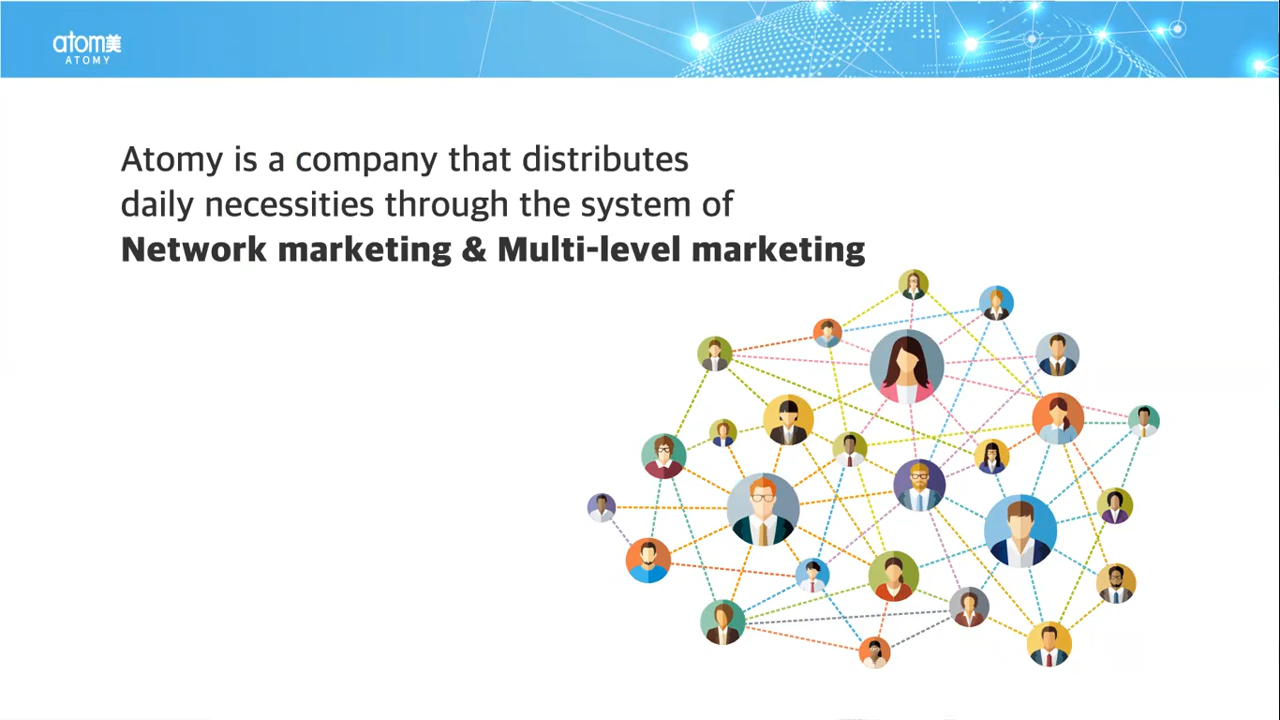 atom美
ATOMY
Atomy is a company that distributes
daily necessities through the system of
Network marketing & Multi-level marketing